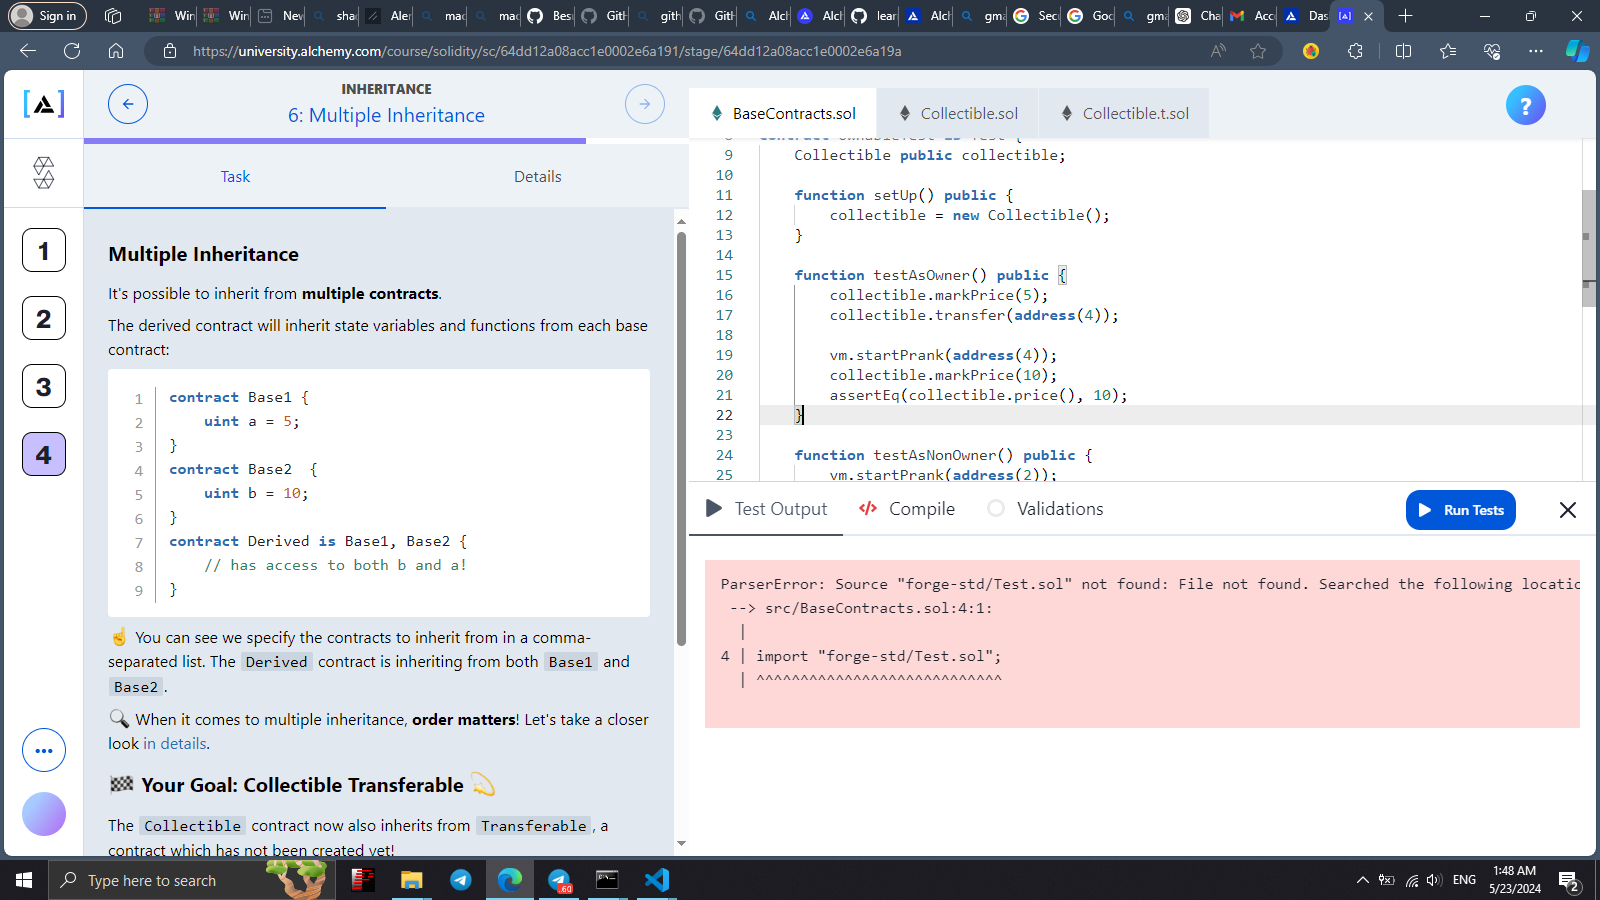 Sign in
Win
Win
New
shac
Aler
mac
mac
Besi
GitH
gith
GitH
Alch
Alch
lear
Alch
gma
Secu
Goo
gma
Cha
Acc
Das
https://university.alchemy.com/course/solidity/sc/64dd12a08acc1e0002e6a191/stage/64dd12a08acc1e0002e6a19a
INHERITANCE
6: Multiple Inheritance
Task
Details
1
2
3
4
Multiple Inheritance
It's possible to inherit from multiple contracts.
The derived contract will inherit state variables and functions from each base
contract:
1 contract Base1 {
2 uint a = 5;
3 }
4 contract Base2 {
5 uint b = 10;
6 }
7 contract Derived is Base1, Base2 {
8 // has access to both b and a!
9 }
☝ You can see we specify the contracts to inherit from in a comma-
separated list. The Derived contract is inheriting from both Base1 and
Base2.
🔍 When it comes to multiple inheritance, order matters! Let's take a closer
look in details.
🏁 Your Goal: Collectible Transferable 💫
The Collectible contract now also inherits from Transferable, a
contract which has not been created yet!
BaseContracts.sol
Collectible.sol
Collectible.t.sol
?
8 contract OwnableTest is Test {
9 Collectible public collectible;
10
11 function setUp() public {
12 collectible = new Collectible();
13 }
14
15 function testAsOwner() public {
16 collectible.markPrice(5);
17 collectible.transfer(address(4));
18
19 vm.startPrank(address(4));
20 collectible.markPrice(10);
21 assertEq(collectible.price(), 10);
22 }
23
24 function testAsNonOwner() public {
25 vm.startPrank(address(2));
Test Output
Compile
Validations
Run Tests
ParserError: Source "forge-std/Test.sol" not found: File not found. Searched the following locatio
--> src/BaseContracts.sol:4:1:
|
4 | import "forge-std/Test.sol";
| ^^^^^^^^^^^^^^^^^^^^^^^^^^^^
Type here to search
.60
ENG
1:48 AM
5/23/2024
2